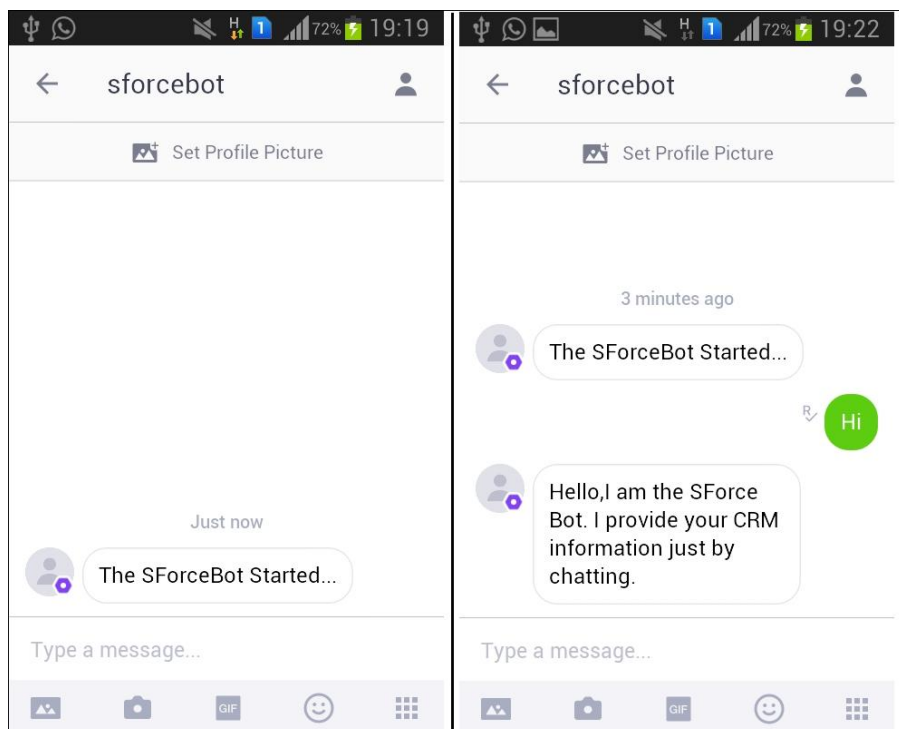 H 1 72% 19:19
sforcebot
Set Profile Picture
Just now
The SForceBot Started...
Type a message...
GIF
H 1 72% 19:22
sforcebot
Set Profile Picture
3 minutes ago
The SForceBot Started...
R Hi
Hello,I am the SForce
Bot. I provide your CRM
information just by
chatting.
Type a message...
GIF